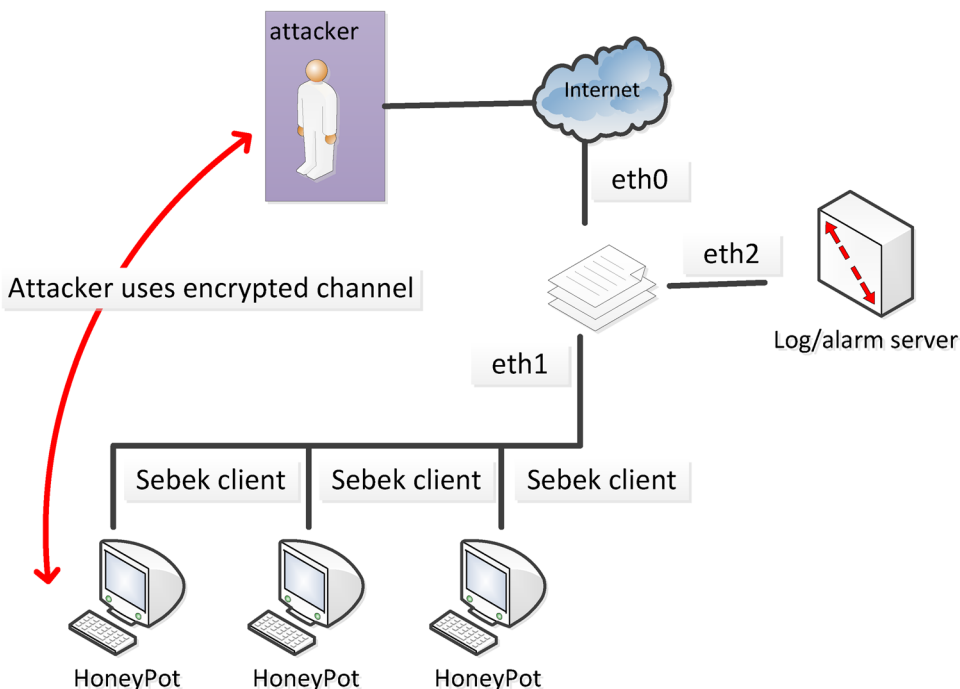 attacker
Internet
eth0
eth2
Attacker uses encrypted channel
Log/alarm server
eth1
Sebek client
Sebek client
Sebek client
HoneyPot
HoneyPot
HoneyPot